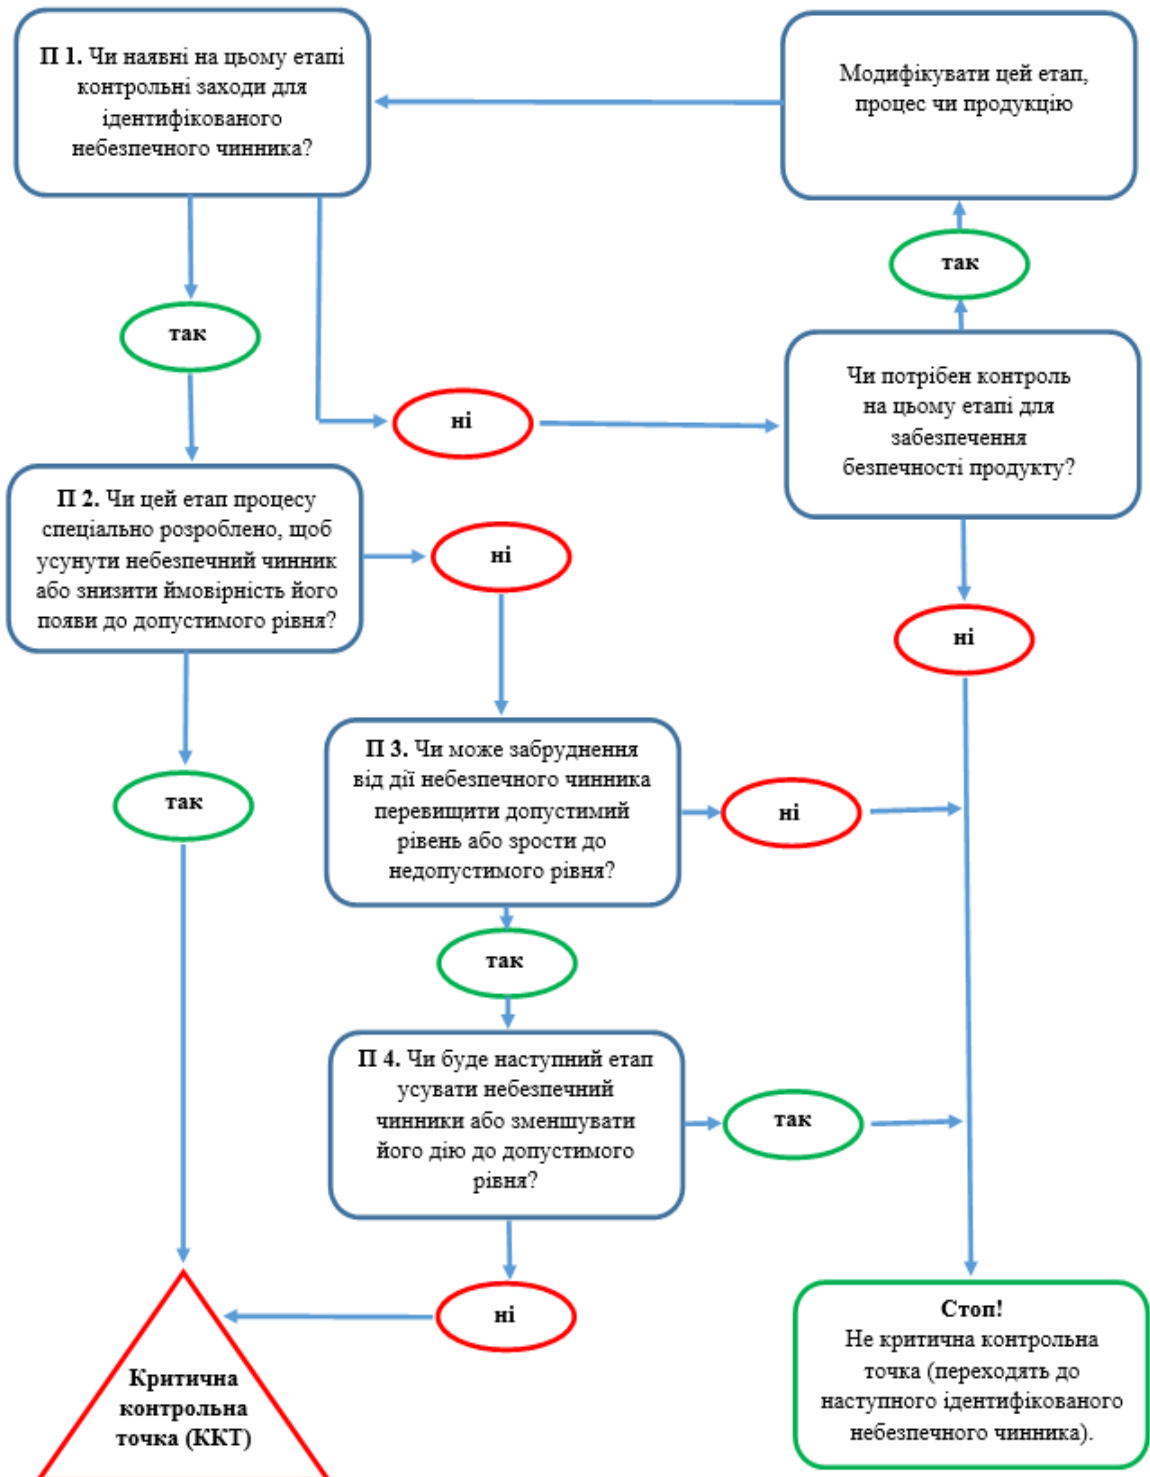 П 1. Чи наявні на цьому етапі
контрольні заходи для
ідентифікованого
небезпечного чинника?
Модифікувати цей етап,
процес чи продукцію
так
так
Чи потрібен контроль
на цьому етапі для
забезпечення
безпечності продукту?
ні
П 2. Чи цей етап процесу
спеціально розроблено, щоб
усунути небезпечний чинник
або знизити ймовірність його
появи до допустимого рівня?
ні
ні
так
П 3. Чи може забруднення
від дії небезпечного чинника
перевищити допустимий
рівень або зрости до
недопустимого рівня?
ні
так
П 4. Чи буде наступний етап
усувати небезпечний
чинники або зменшувати
його дію до допустимого
рівня?
так
ні
Критична
контрольна
точка (ККТ)
Стоп!
Не критична контрольна
точка (переходять до
наступного ідентифікованого
небезпечного чинника).